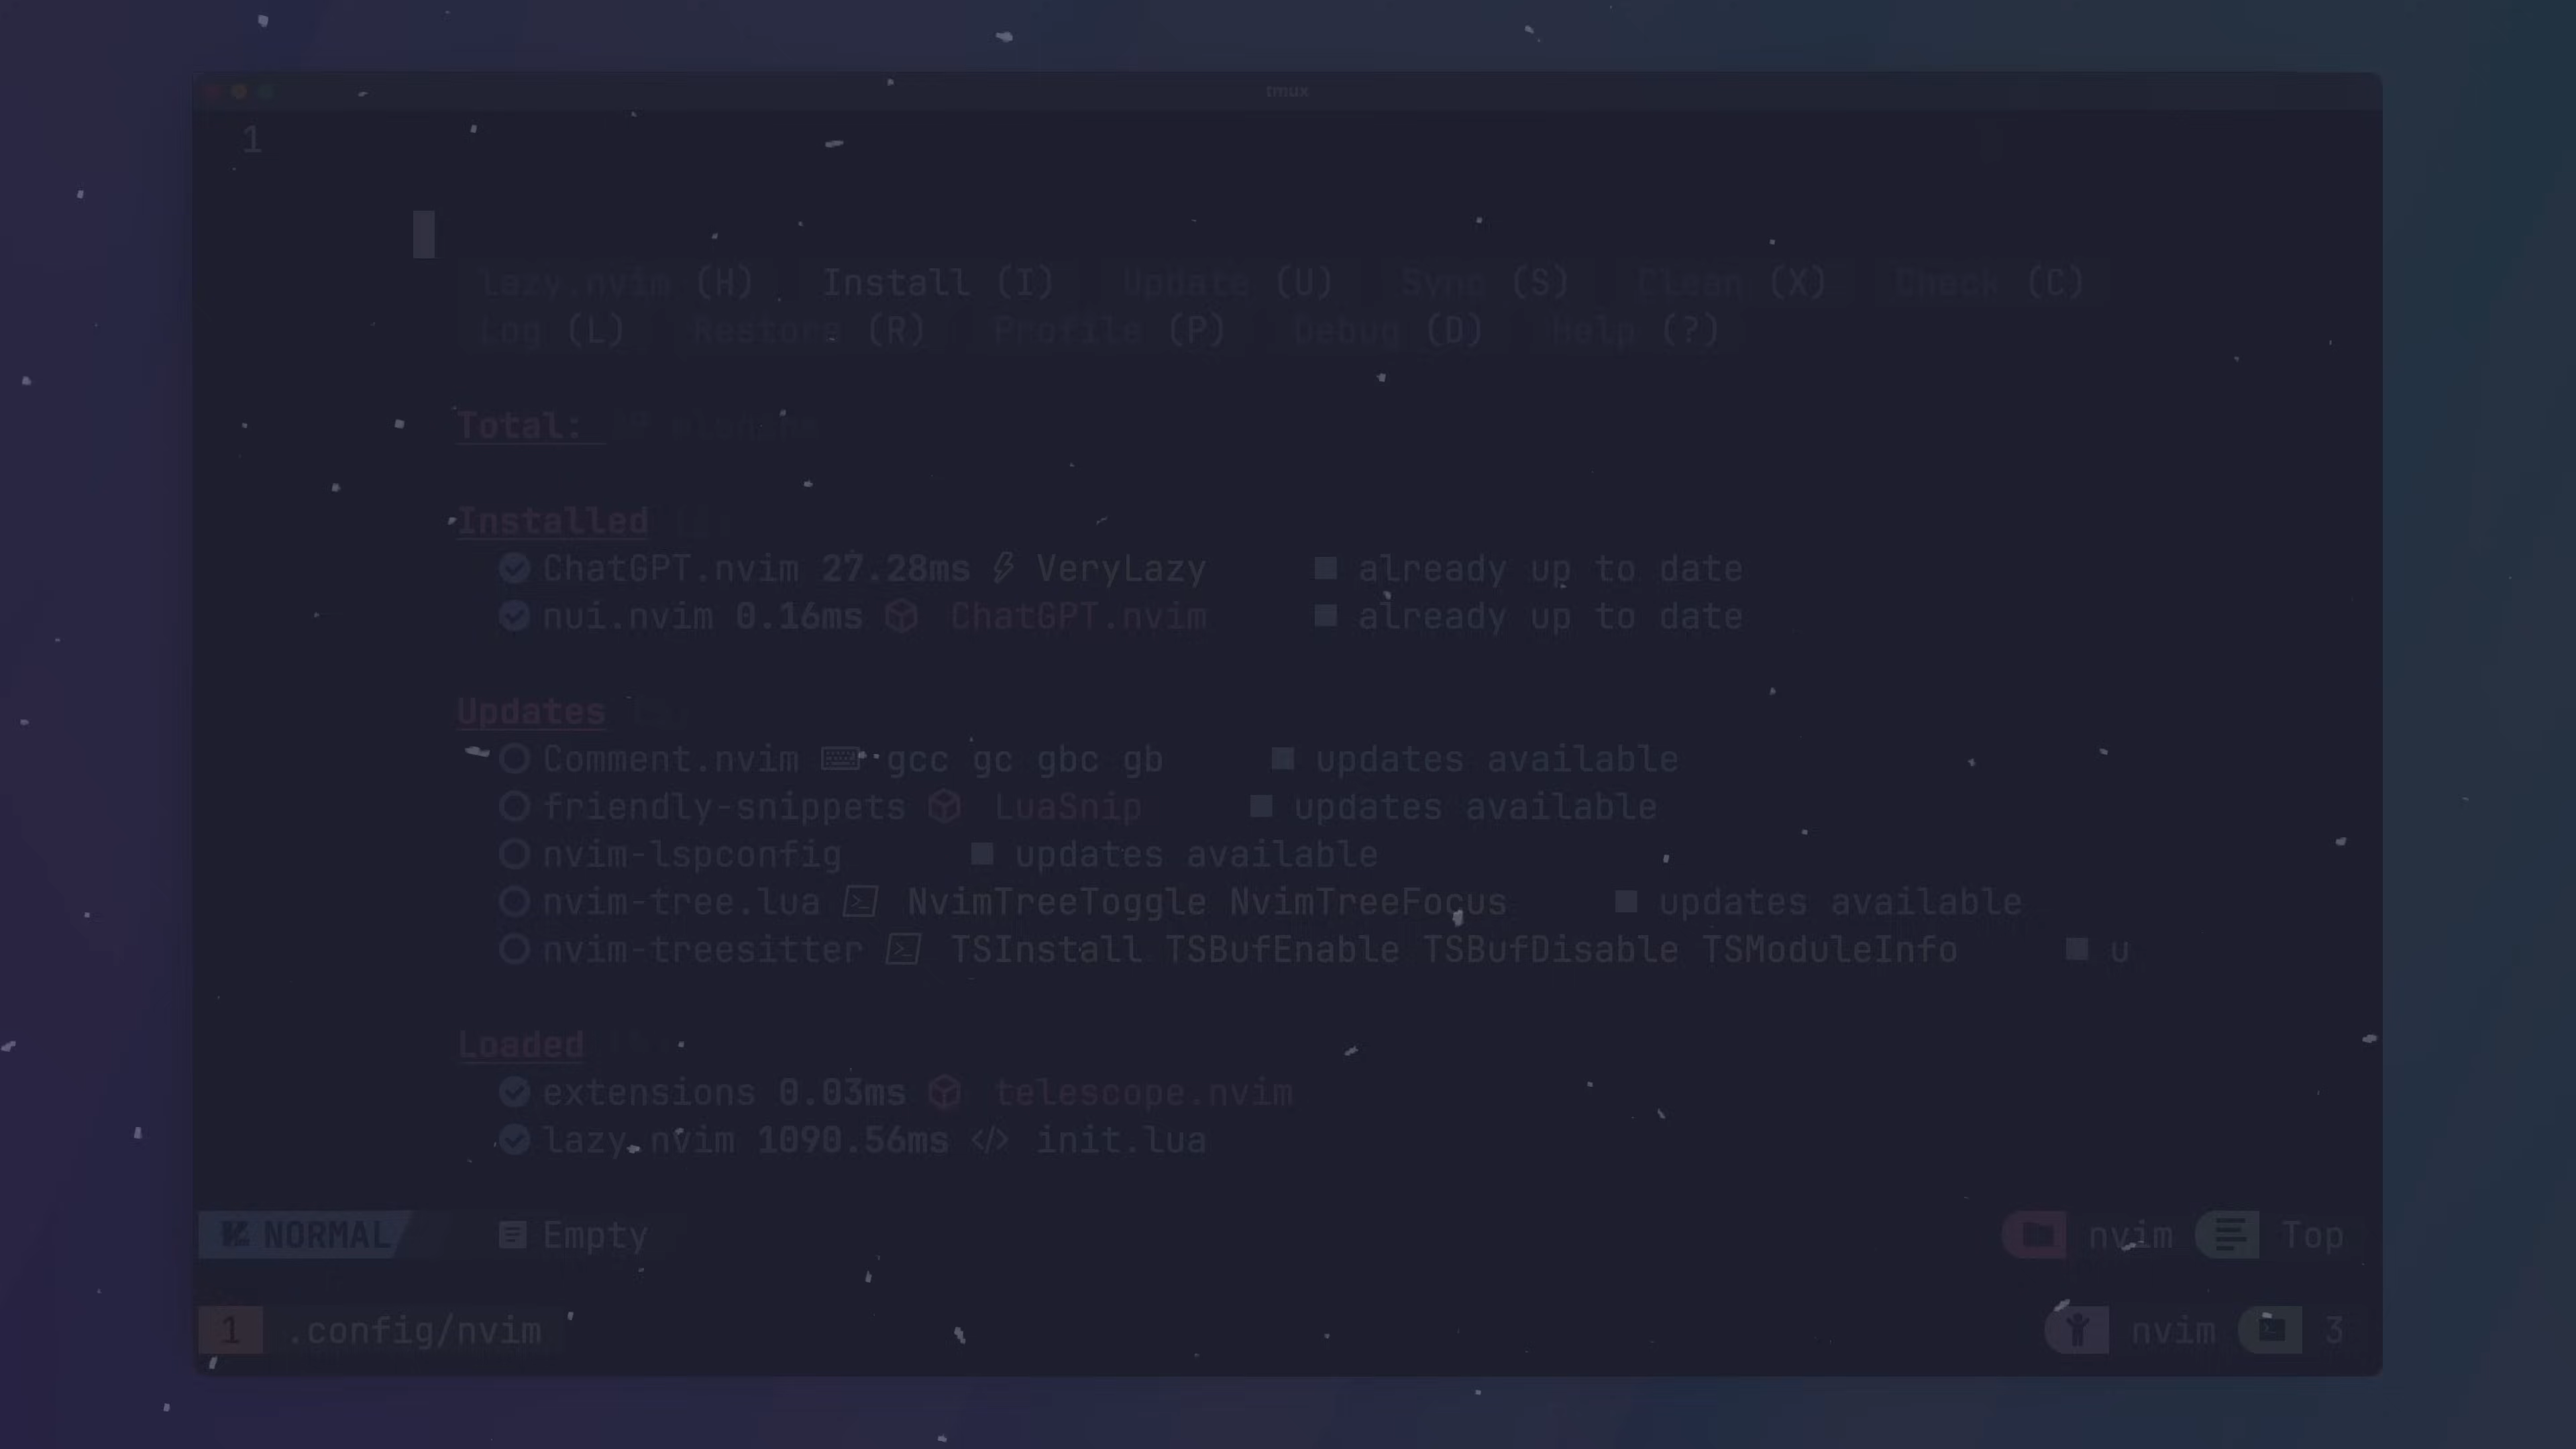 tmux
1
lazy.nvim (H) Install (I) Update (U) Sync (S) Clean (X) Check (C)
Log (L) Restore (R) Profile (P) Debug (D) Help (?)
Total: plugins
Installed
ChatGPT.nvim 27.28ms VeryLazy ■ already up to date
nui.nvim 0.16ms ChatGPT.nvim ■ already up to date
Updates
Comment.nvim gcc gc gbc gb ■ updates available
friendly-snippets LuaSnip ■ updates available
nvim-lspconfig ■ updates available
nvim-tree.lua NvimTreeToggle NvimTreeFocus ■ updates available
nvim-treesitter TSInstall TSBufEnable TSBufDisable TSModuleInfo ■ u
Loaded
extensions 0.03ms telescope.nvim
lazy.nvim 1090.56ms </> init.lua
NORMAL Empty nvim Top
1 .config/nvim nvim 3